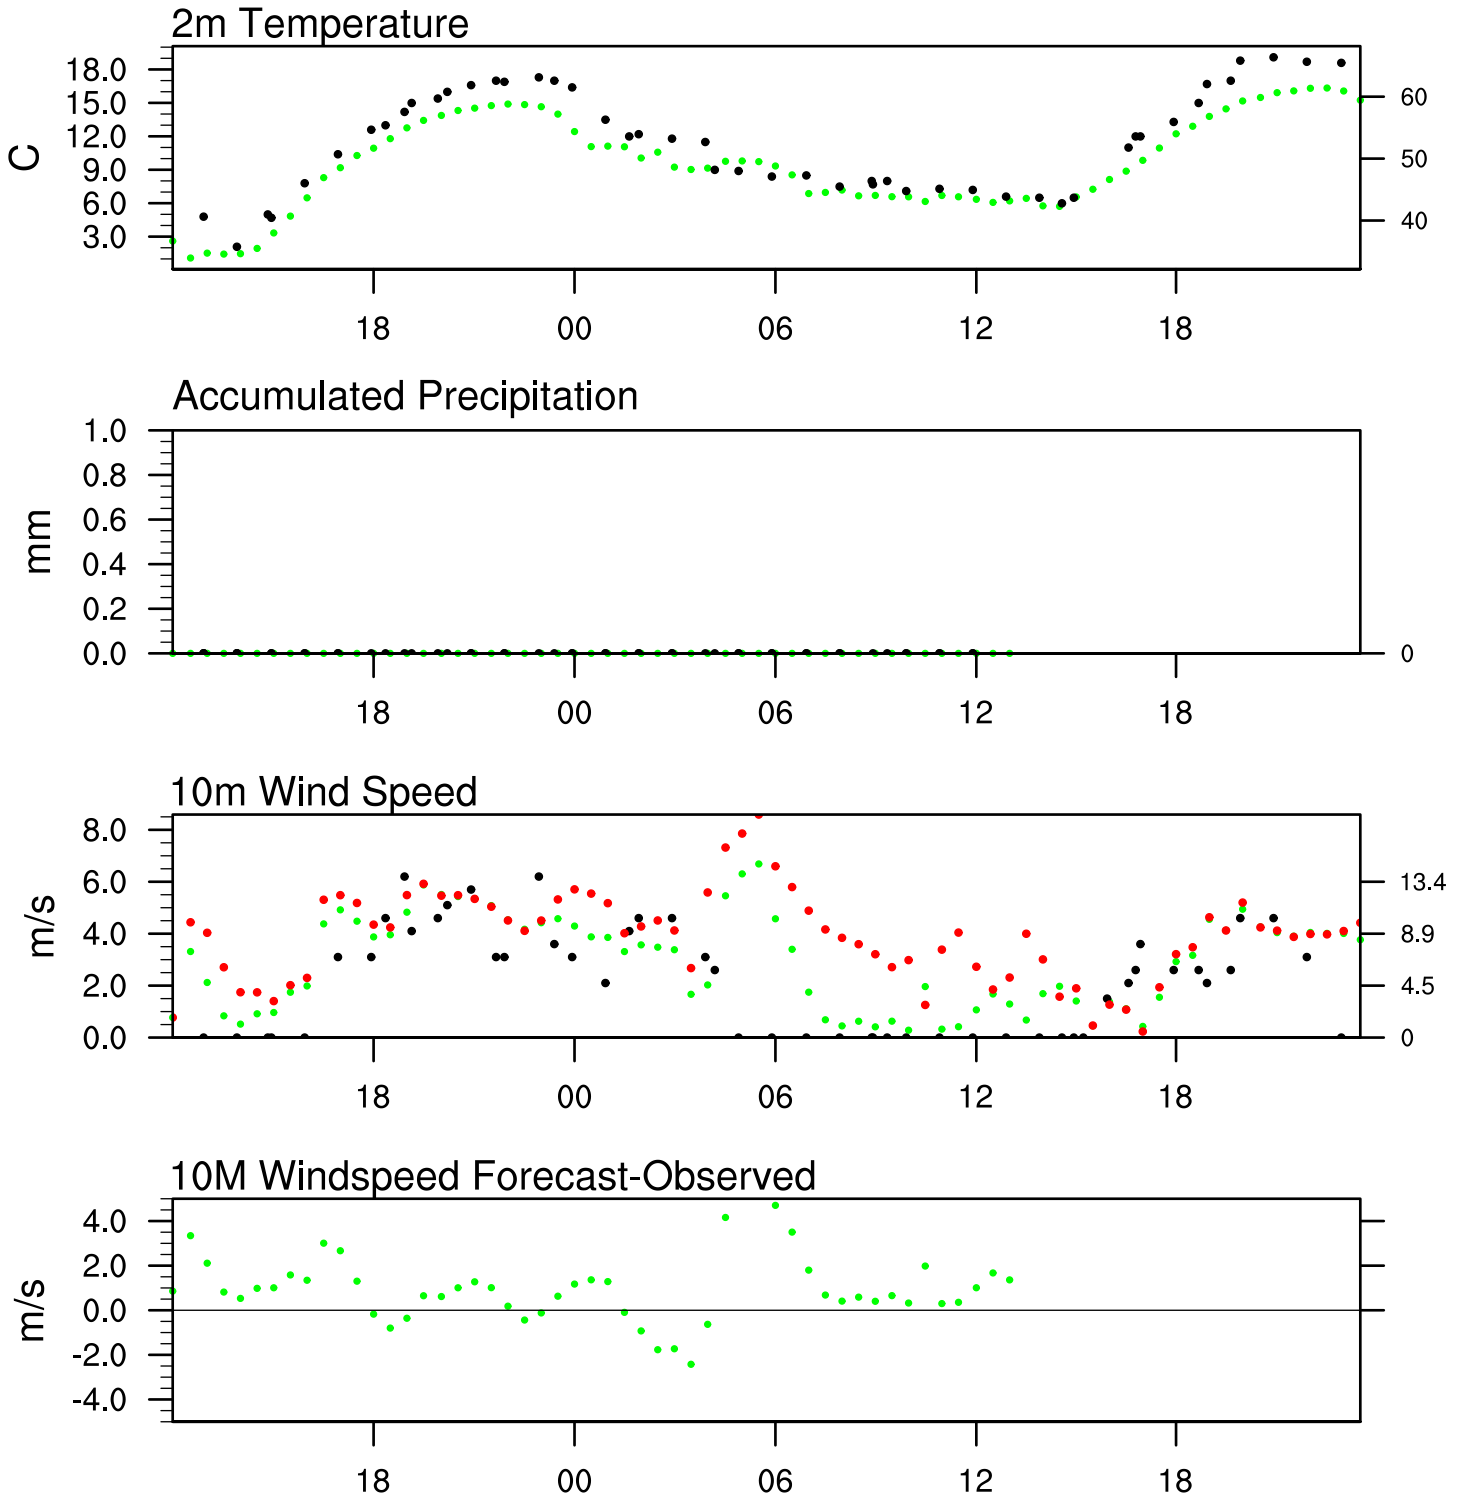 2m Temperature
18.0
15.0
12.0
9.0
6.0
3.0
C
60
50
40
18 00 06 12 18
Accumulated Precipitation
1.0
0.8
0.6
0.4
0.2
0.0
mm
0
18 00 06 12 18
10m Wind Speed
8.0
6.0
4.0
2.0
0.0
m/s
13.4
8.9
4.5
0
18 00 06 12 18
10M Windspeed Forecast-Observed
4.0
2.0
0.0
-2.0
-4.0
m/s
18 00 06 12 18